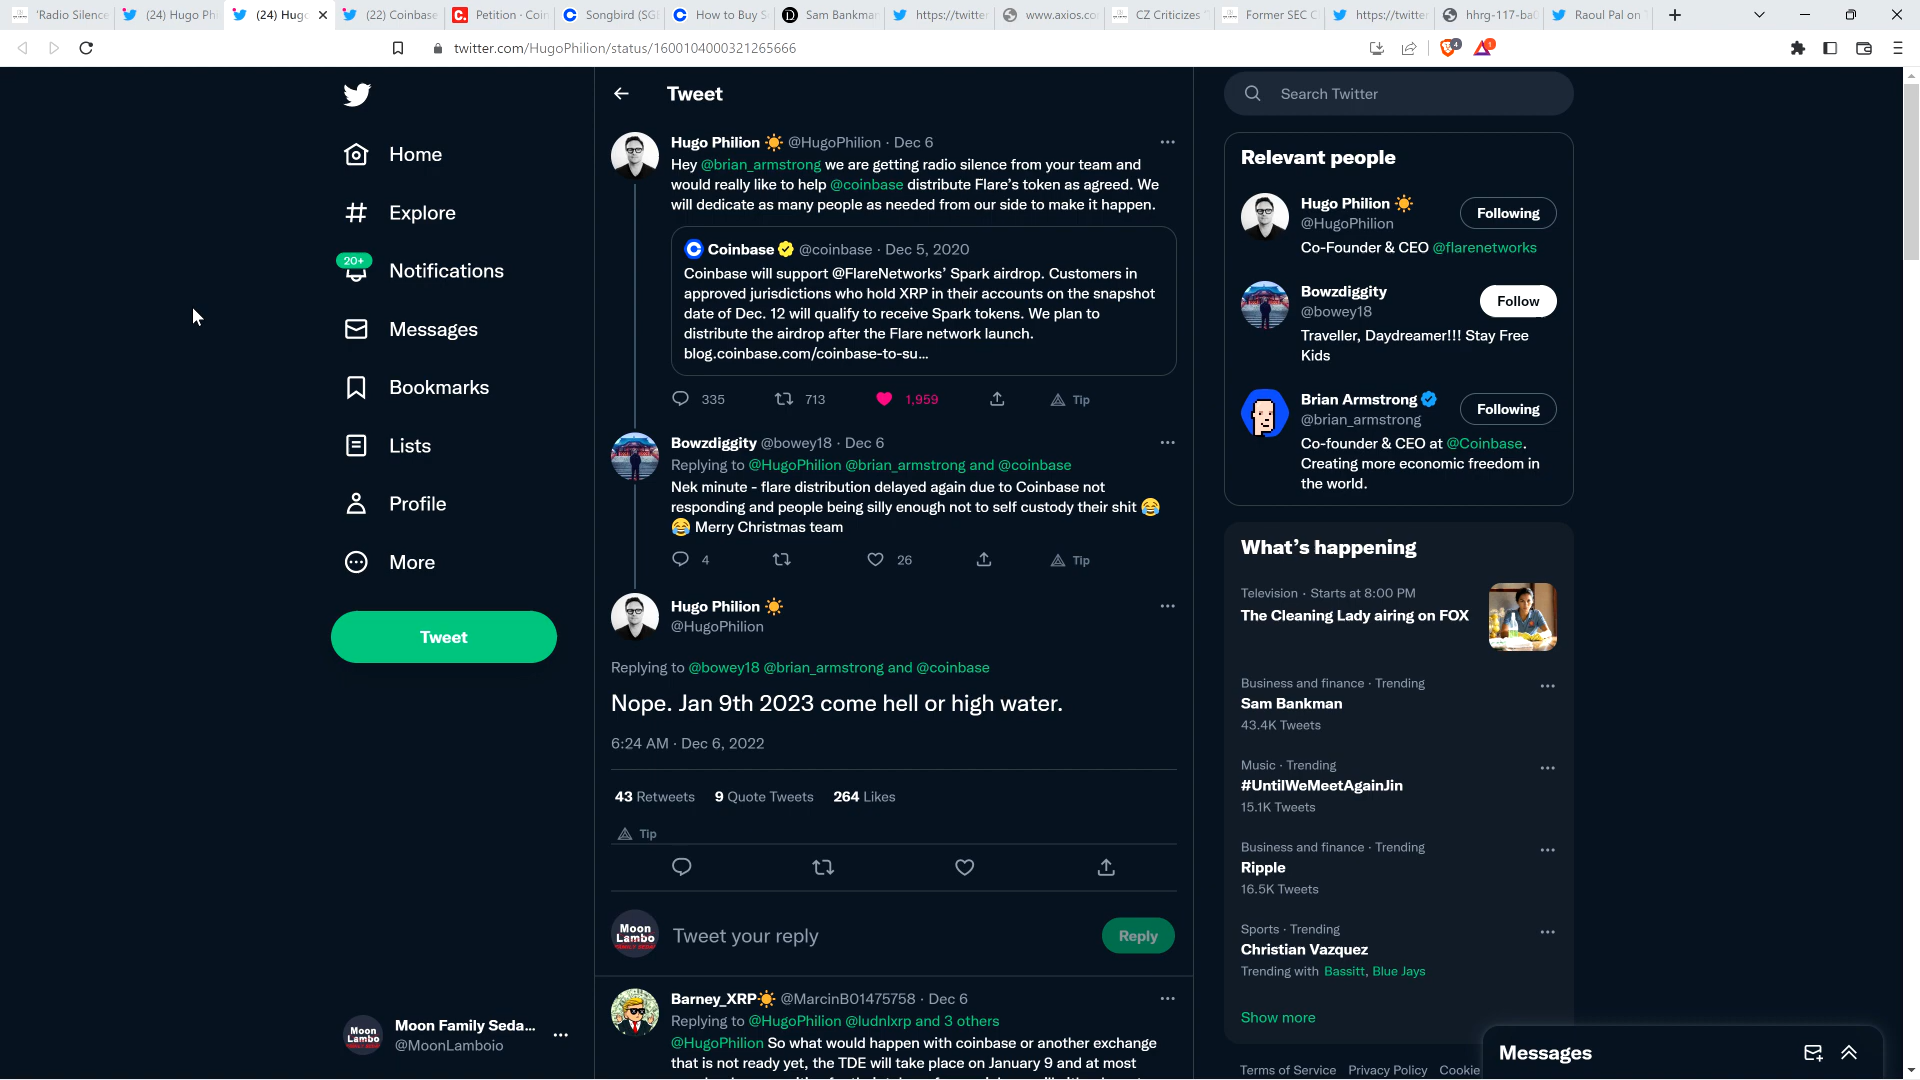 'Radio Silence
(24) Hugo Phi
(24) Hugo
(22) Coinbase
Petition · Coin
Songbird (SGB
How to Buy S
Sam Bankman
https://twitter
www.axios.co
CZ Criticizes "
Former SEC C
https://twitter
hhrg-117-ba0
Raoul Pal on T
twitter.com/HugoPhilion/status/1600104000321265666
4
1
Home
Explore
20+
Notifications
Messages
Bookmarks
Lists
Profile
More
Tweet
Moon Lambo
Moon Family Seda...
@MoonLamboio
Tweet
Hugo Philion @HugoPhilion · Dec 6
Hey @brian_armstrong we are getting radio silence from your team and
would really like to help @coinbase distribute Flare's token as agreed. We
will dedicate as many people as needed from our side to make it happen.
Coinbase @coinbase · Dec 5, 2020
Coinbase will support @FlareNetworks' Spark airdrop. Customers in
approved jurisdictions who hold XRP in their accounts on the snapshot
date of Dec. 12 will qualify to receive Spark tokens. We plan to
distribute the airdrop after the Flare network launch.
blog.coinbase.com/coinbase-to-su...
335 713 1,959 Tip
Bowzdiggity @bowey18 · Dec 6
Replying to @HugoPhilion @brian_armstrong and @coinbase
Nek minute - flare distribution delayed again due to Coinbase not
responding and people being silly enough not to self custody their shit 😂
😂 Merry Christmas team
4 26 Tip
Hugo Philion
@HugoPhilion
Replying to @bowey18 @brian_armstrong and @coinbase
Nope. Jan 9th 2023 come hell or high water.
6:24 AM · Dec 6, 2022
43 Retweets 9 Quote Tweets 264 Likes
Tip
Moon
Lambo
Tweet your reply
Reply
Barney_XRP @MarcinB01475758 · Dec 6
Replying to @HugoPhilion @ludnlxrp and 3 others
@HugoPhilion So what would happen with coinbase or another exchange
that is not ready yet, the TDE will take place on January 9 and at most
Search Twitter
Relevant people
Hugo Philion
@HugoPhilion
Following
Co-Founder & CEO @flarenetworks
Bowzdiggity
@bowey18
Follow
Traveller, Daydreamer!!! Stay Free
Kids
Brian Armstrong
@brian_armstrong
Following
Co-founder & CEO at @Coinbase.
Creating more economic freedom in
the world.
What's happening
Television · Starts at 8:00 PM
The Cleaning Lady airing on FOX
Business and finance · Trending
Sam Bankman
43.4K Tweets
Music · Trending
#UntilWeMeetAgainJin
15.1K Tweets
Business and finance · Trending
Ripple
16.5K Tweets
Sports · Trending
Christian Vazquez
Trending with Bassitt, Blue Jays
Show more
Terms of Service Privacy Policy Cookie
Messages